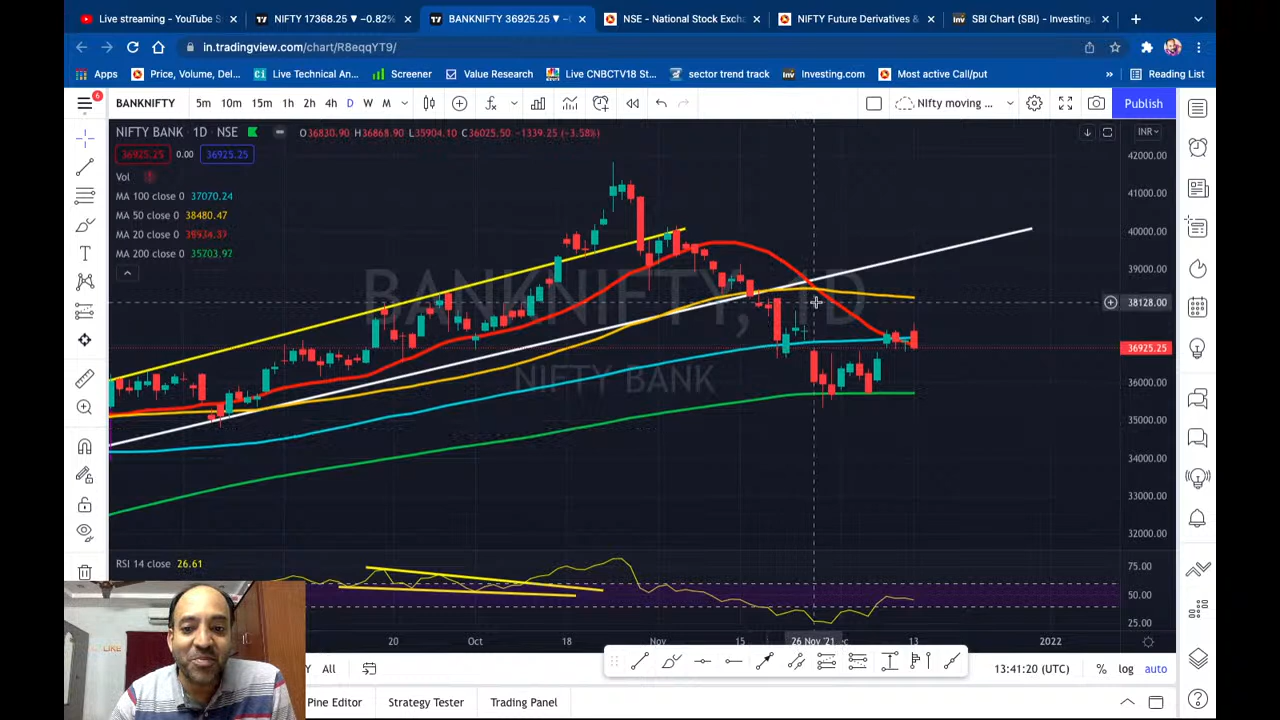 Live streaming - YouTube S
NIFTY 17368.25 ▼ −0.82%
BANKNIFTY 36925.25 ▼ −
NSE - National Stock Exch
NIFTY Future Derivatives &
SBI Chart (SBI) - Investing.
in.tradingview.com/chart/R8eqqYT9/
Apps
Price, Volume, Del...
Live Technical An...
Screener
Value Research
Live CNBCTV18 St...
sector trend track
Investing.com
Most active Call/put
»
Reading List
6
BANKNIFTY
5m 10m 15m 1h 2h 4h D W M
NIfty moving ...
Publish
NIFTY BANK · 1D · NSE
O36830.90 H36868.90 L35904.10 C36025.50 −1339.25 (−3.58%)
INR
36925.25 0.00 36925.25
Vol
MA 100 close 0 37070.24
MA 50 close 0 38480.47
MA 20 close 0
MA 200 close 0 35703.97
BANKNIFTY, 1D
NIFTY BANK
42000.00
41000.00
40000.00
39000.00
38128.00
36925.25
36000.00
35000.00
34000.00
33000.00
32000.00
RSI 14 close 26.61
75.00
50.00
25.00
20 Oct 18 Nov 15 26 Nov '21 13 2022
LIKE
Y All
13:41:20 (UTC)
% log auto
Pine Editor
Strategy Tester
Trading Panel